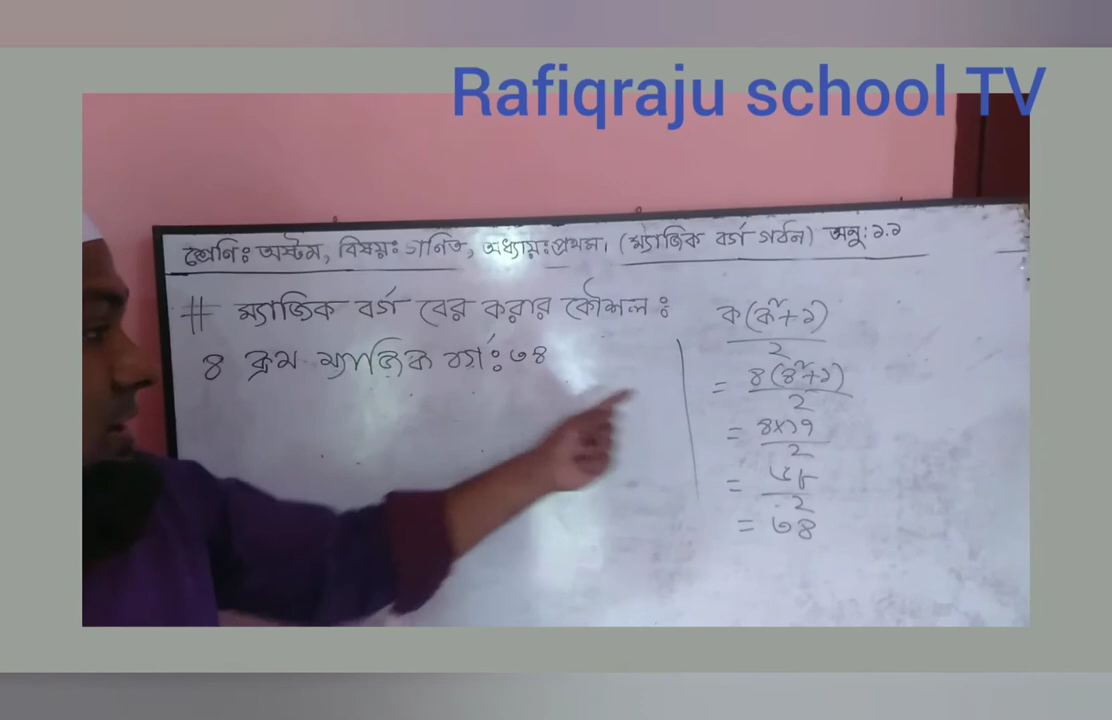 Rafiqraju school TV
শ্রেণিঃ অষ্টম, বিষয়ঃ গণিত, অধ্যায়ঃ প্রথম। (ম্যাজিক বর্গ গঠন) অনু: ১.১
# ম্যাজিক বর্গ বের করার কৌশল ঃ
৪ ক্রম ম্যাজিক বর্গ: ৩৪
ক(ক²+১)
২
= ৪(৪²+১)
২
= ৪×১৭
২
= ৬৮
২
= ৩৪